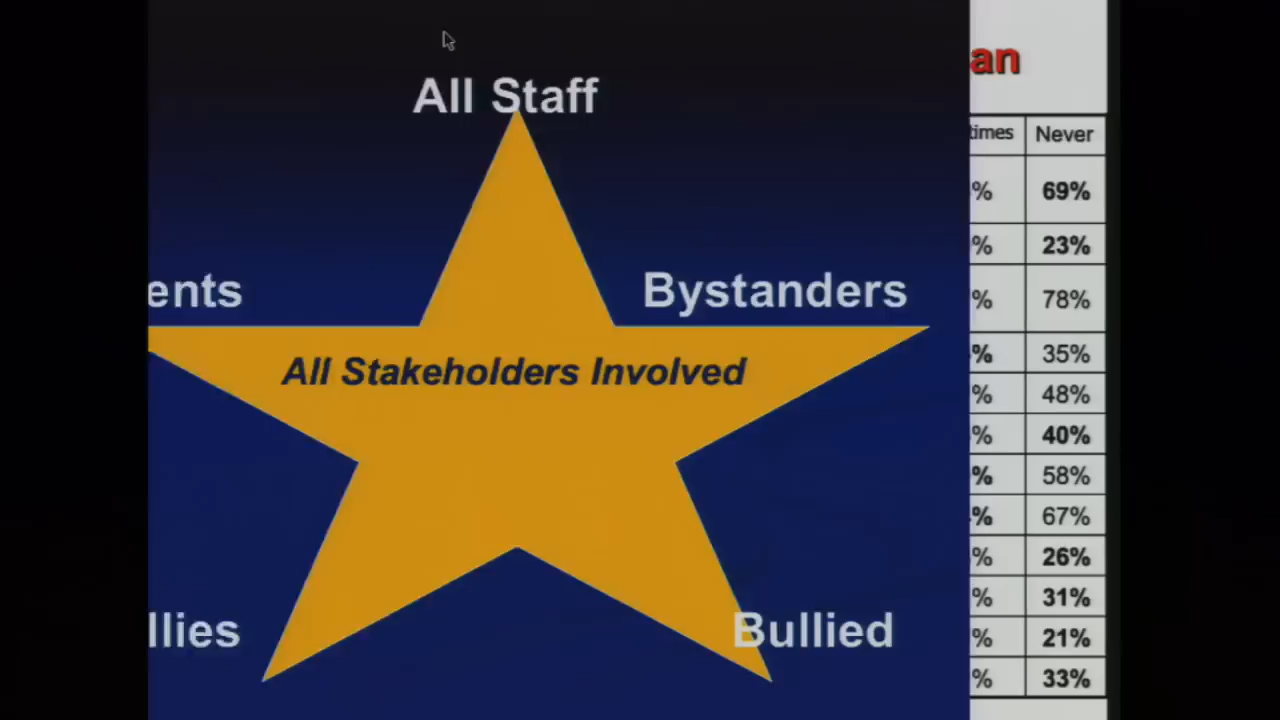 All Staff
ents
Bystanders
All Stakeholders Involved
llies
Bullied
an
times
Never
%
69%
%
23%
%
78%
%
35%
%
48%
%
40%
%
58%
%
67%
%
26%
%
31%
%
21%
%
33%